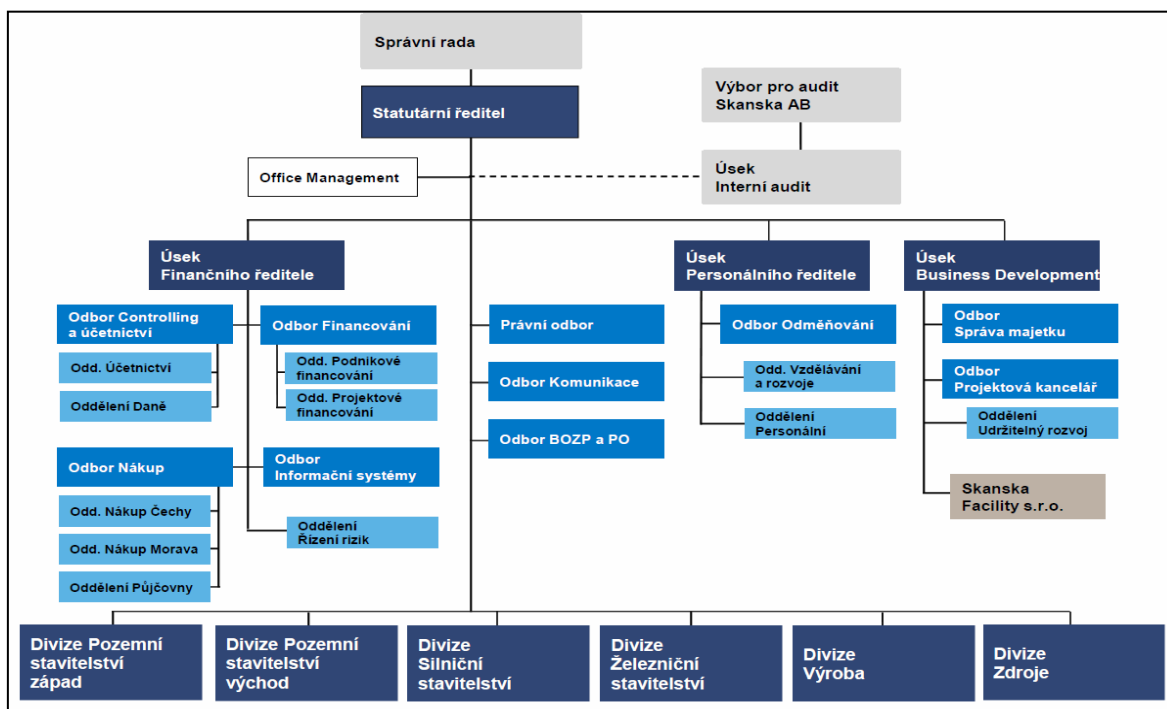 Správní rada
Statutární ředitel
Výbor pro audit
Skanska AB
Office Management
Úsek
Interní audit
Úsek
Finančního ředitele
Úsek
Personálního ředitele
Úsek
Business Development
Odbor Controlling
a účetnictví
Odd. Účetnictví
Oddělení Daně
Odbor Financování
Odd. Podnikové
financování
Odd. Projektové
financování
Odbor Nákup
Odd. Nákup Čechy
Odd. Nákup Morava
Oddělení Půjčovny
Odbor
Informační systémy
Oddělení
Řízení rizik
Právní odbor
Odbor Komunikace
Odbor BOZP a PO
Odbor Odměňování
Odd. Vzdělávání
a rozvoje
Oddělení
Personální
Odbor
Správa majetku
Odbor
Projektová kancelář
Oddělení
Udržitelný rozvoj
Skanska
Facility s.r.o.
Divize Pozemní
stavitelství
západ
Divize Pozemní
stavitelství
východ
Divize
Silniční
stavitelství
Divize
Železniční
stavitelství
Divize
Výroba
Divize
Zdroje